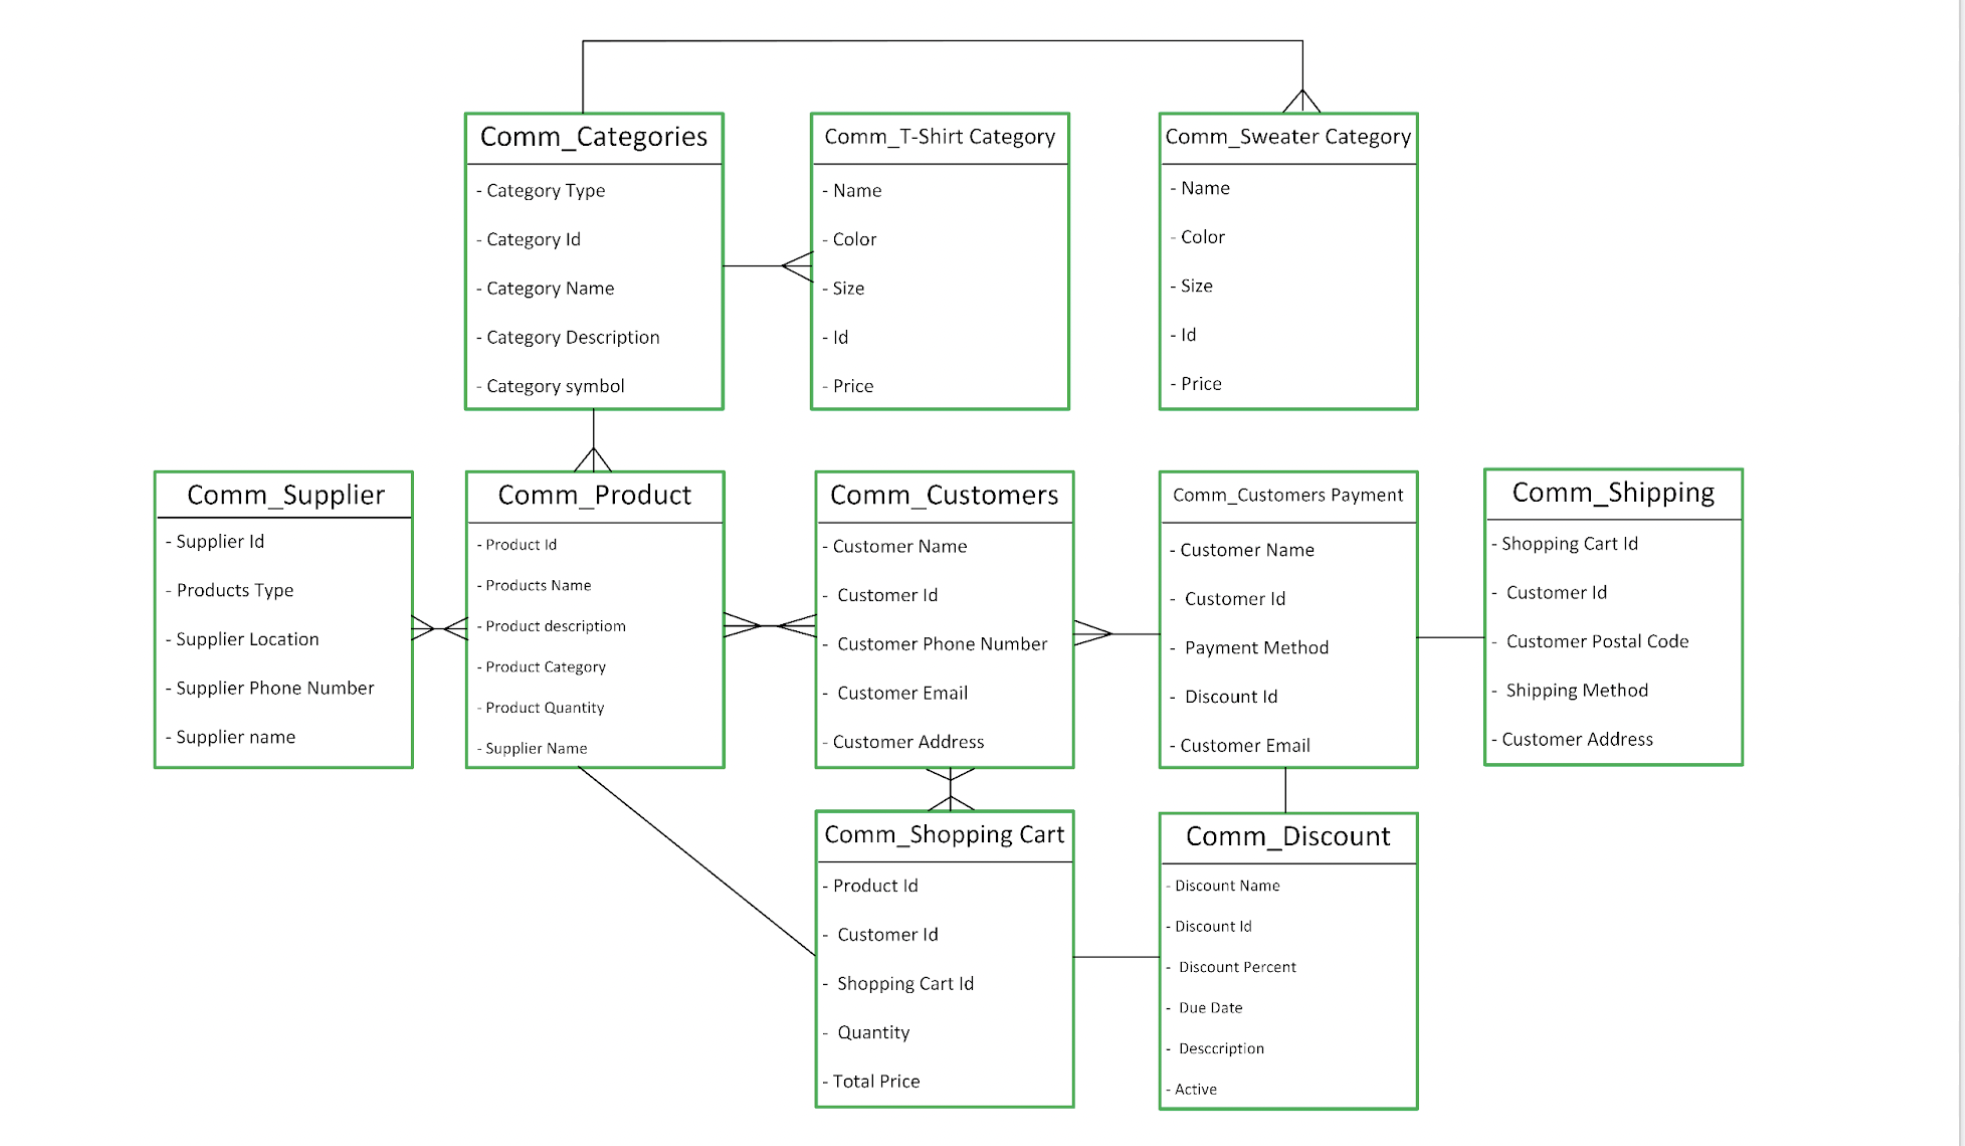 Comm_Categories
- Category Type
- Category Id
- Category Name
- Category Description
- Category symbol
Comm_T-Shirt Category
- Name
- Color
- Size
- Id
- Price
Comm_Sweater Category
- Name
- Color
- Size
- Id
- Price
Comm_Supplier
- Supplier Id
- Products Type
- Supplier Location
- Supplier Phone Number
- Supplier name
Comm_Product
- Product Id
- Products Name
- Product descriptiom
- Product Category
- Product Quantity
- Supplier Name
Comm_Customers
- Customer Name
- Customer Id
- Customer Phone Number
- Customer Email
- Customer Address
Comm_Customers Payment
- Customer Name
- Customer Id
- Payment Method
- Discount Id
- Customer Email
Comm_Shipping
- Shopping Cart Id
- Customer Id
- Customer Postal Code
- Shipping Method
- Customer Address
Comm_Shopping Cart
- Product Id
- Customer Id
- Shopping Cart Id
- Quantity
- Total Price
Comm_Discount
- Discount Name
- Discount Id
- Discount Percent
- Due Date
- Desccription
- Active